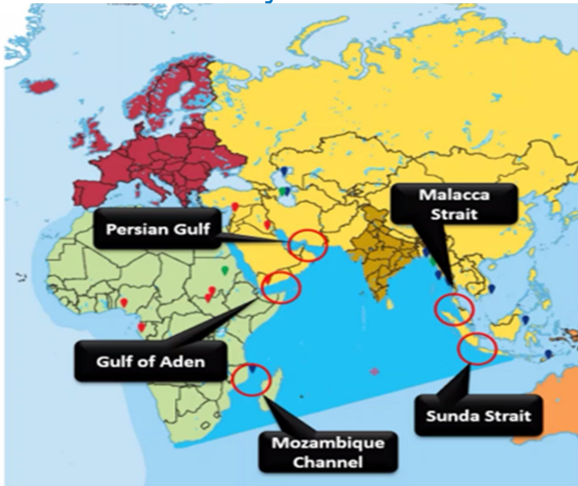 Malacca
Strait
Persian Gulf
Gulf of Aden
Sunda Strait
Mozambique
Channel